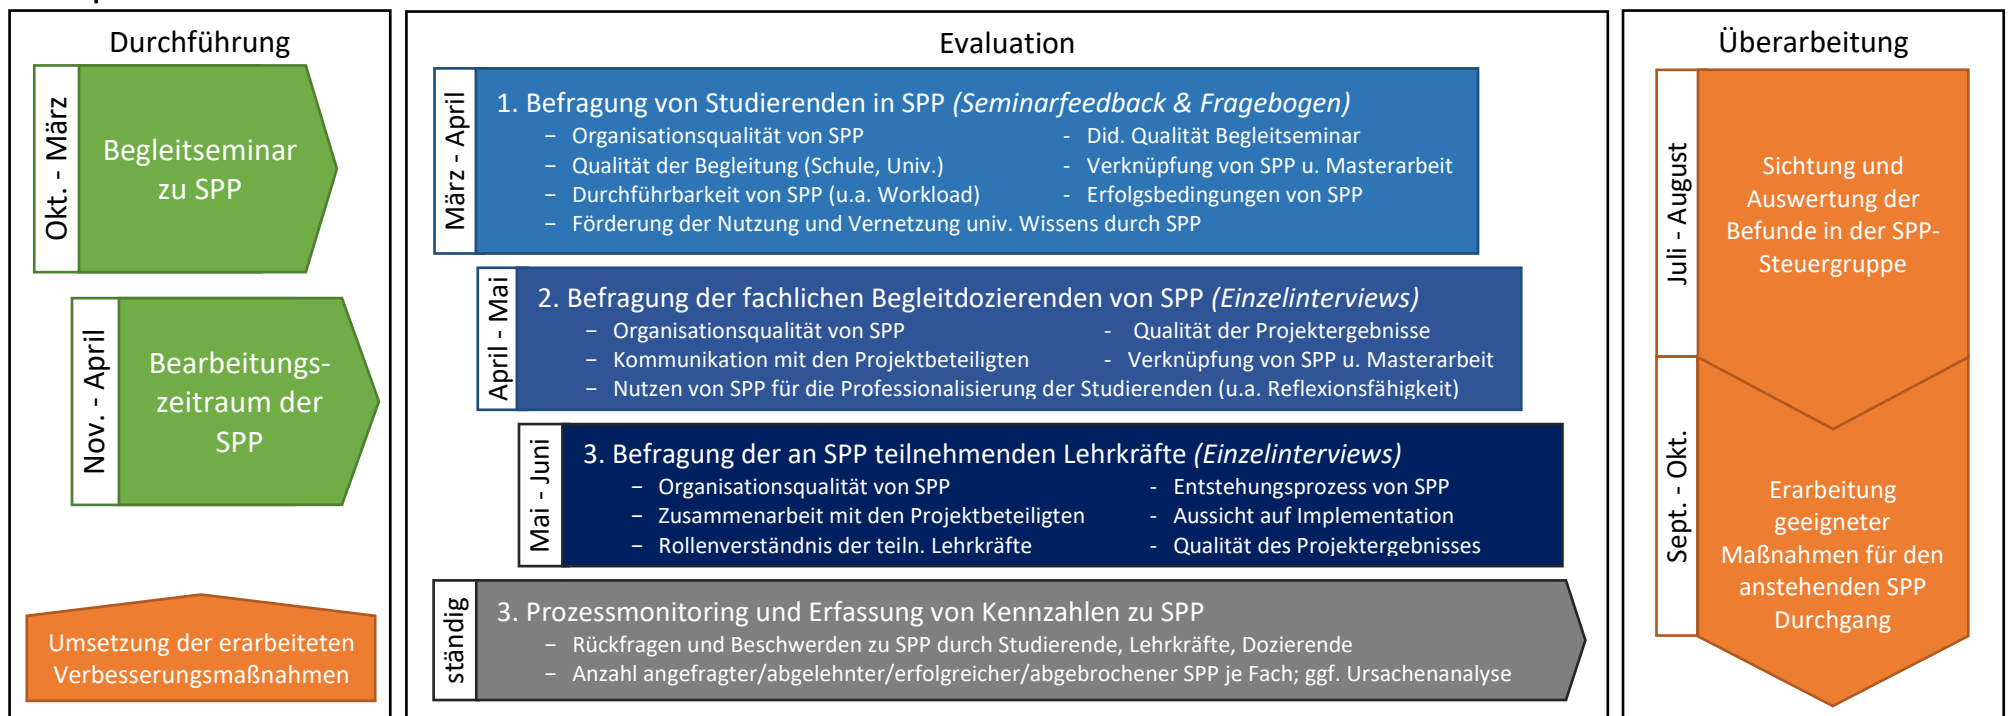 Durchführung
Okt. - März
Begleitseminar
zu SPP
Nov. - April
Bearbeitungs-
zeitraum der
SPP
Umsetzung der erarbeiteten
Verbesserungsmaßnahmen
Evaluation
März - April
1. Befragung von Studierenden in SPP (Seminarfeedback & Fragebogen)
– Organisationsqualität von SPP - Did. Qualität Begleitseminar
– Qualität der Begleitung (Schule, Univ.) - Verknüpfung von SPP u. Masterarbeit
– Durchführbarkeit von SPP (u.a. Workload) - Erfolgsbedingungen von SPP
– Förderung der Nutzung und Vernetzung univ. Wissens durch SPP
April - Mai
2. Befragung der fachlichen Begleitdozierenden von SPP (Einzelinterviews)
– Organisationsqualität von SPP - Qualität der Projektergebnisse
– Kommunikation mit den Projektbeteiligten - Verknüpfung von SPP u. Masterarbeit
– Nutzen von SPP für die Professionalisierung der Studierenden (u.a. Reflexionsfähigkeit)
Mai - Juni
3. Befragung der an SPP teilnehmenden Lehrkräfte (Einzelinterviews)
– Organisationsqualität von SPP - Entstehungsprozess von SPP
– Zusammenarbeit mit den Projektbeteiligten - Aussicht auf Implementation
– Rollenverständnis der teiln. Lehrkräfte - Qualität des Projektergebnisses
ständig
3. Prozessmonitoring und Erfassung von Kennzahlen zu SPP
– Rückfragen und Beschwerden zu SPP durch Studierende, Lehrkräfte, Dozierende
– Anzahl angefragter/abgelehnter/erfolgreicher/abgebrochener SPP je Fach; ggf. Ursachenanalyse
Überarbeitung
Juli - August
Sichtung und
Auswertung der
Befunde in der SPP-
Steuergruppe
Sept. - Okt.
Erarbeitung
geeigneter
Maßnahmen für den
anstehenden SPP
Durchgang